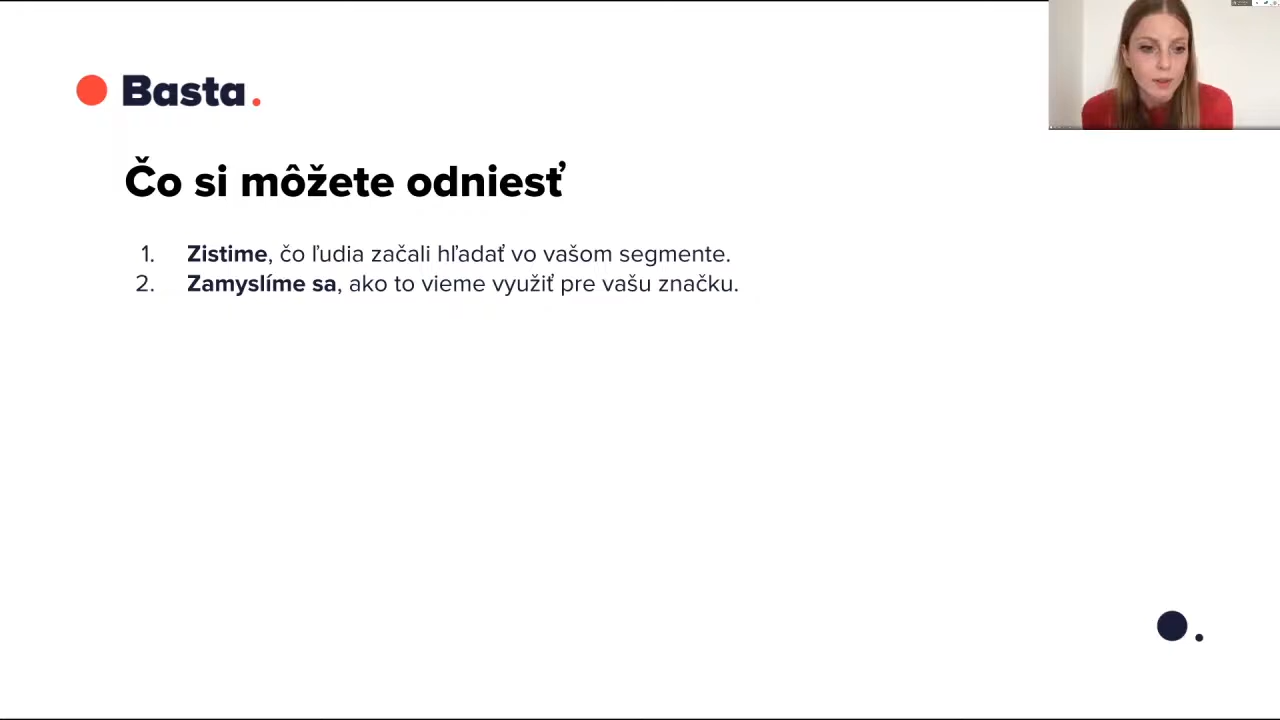 Basta.
Čo si môžete odniesť
1. Zistime, čo ľudia začali hľadať vo vašom segmente.
2. Zamyslíme sa, ako to vieme využiť pre vašu značku.